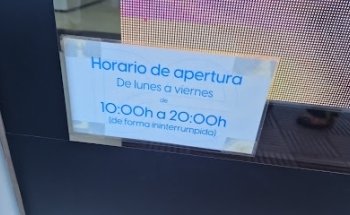 Horario de apertura
De lunes a viernes
de
10:00h a 20:00h
(de forma ininterrumpida)